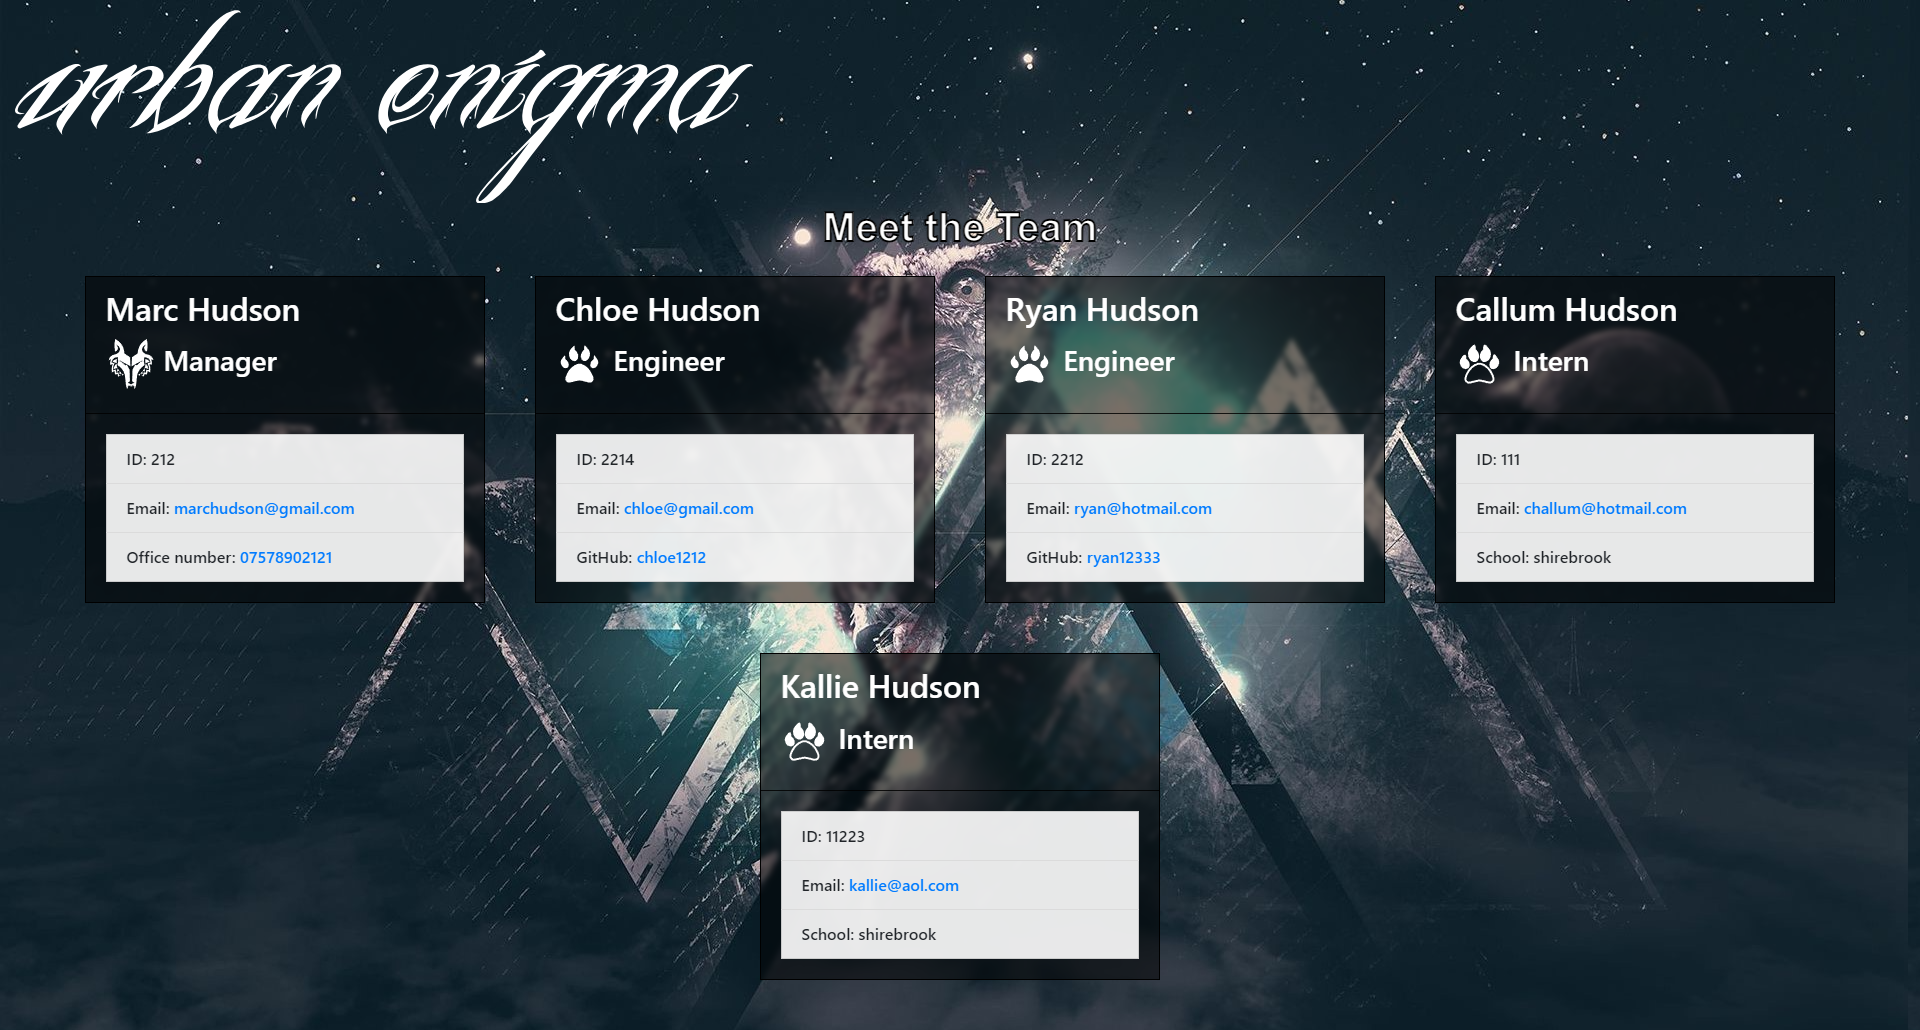 urban enigma
Meet the Team
Marc Hudson
Manager
ID: 212
Email: marchudson@gmail.com
Office number: 07578902121
Chloe Hudson
Engineer
ID: 2214
Email: chloe@gmail.com
GitHub: chloe1212
Ryan Hudson
Engineer
ID: 2212
Email: ryan@hotmail.com
GitHub: ryan12333
Callum Hudson
Intern
ID: 111
Email: challum@hotmail.com
School: shirebrook
Kallie Hudson
Intern
ID: 11223
Email: kallie@aol.com
School: shirebrook